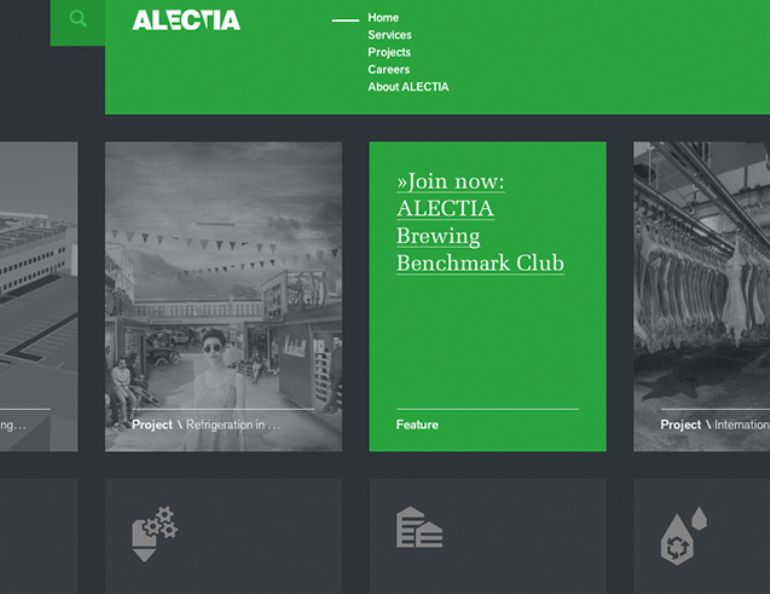 ALECTIA
Home
Services
Projects
Careers
About ALECTIA
»Join now:
ALECTIA
Brewing
Benchmark Club
ng...
Project \ Refrigeration in ...
Feature
Project \ Internation